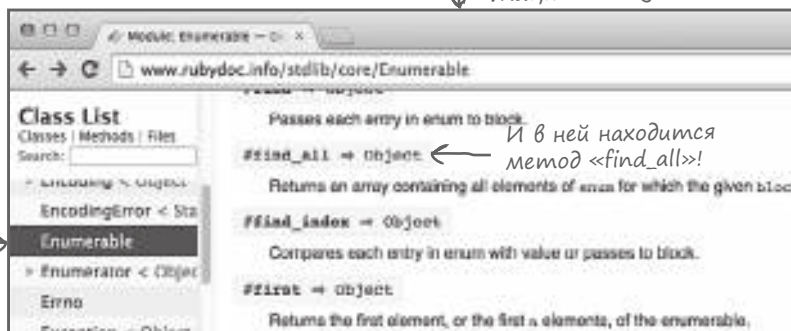 Module: Enumerable — D
www.rubydoc.info/stdlib/core/Enumerable
Class List
Classes | Methods | Files
Search:
EncodingError < Sta
Enumerable
Enumerator < Objec
Errno
Passes each entry in enum to block.
#find_all ⇒ Object
И в ней находится
метод «find_all»!
Returns an array containing all elements of enum for which the given bloc
#find_index ⇒ Object
Compares each entry in enum with value or passes to block.
#first ⇒ Object
Returns the first element, or the first n elements, of the enumerable.